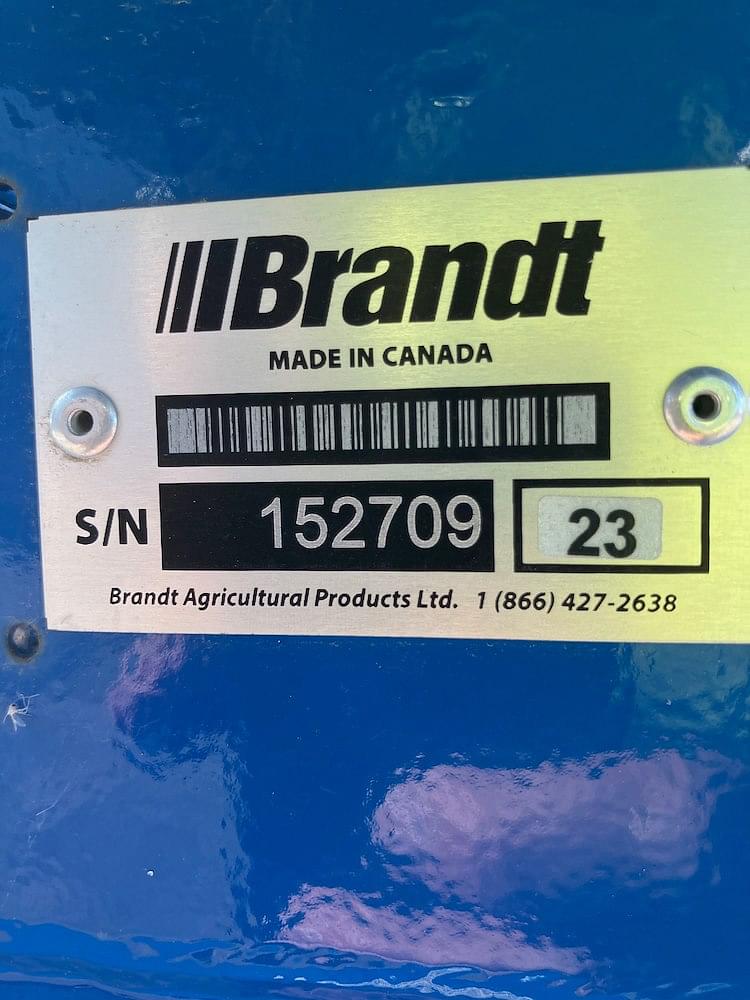 Brandt
MADE IN CANADA
S/N 152709 23
Brandt Agricultural Products Ltd. 1 (866) 427-2638